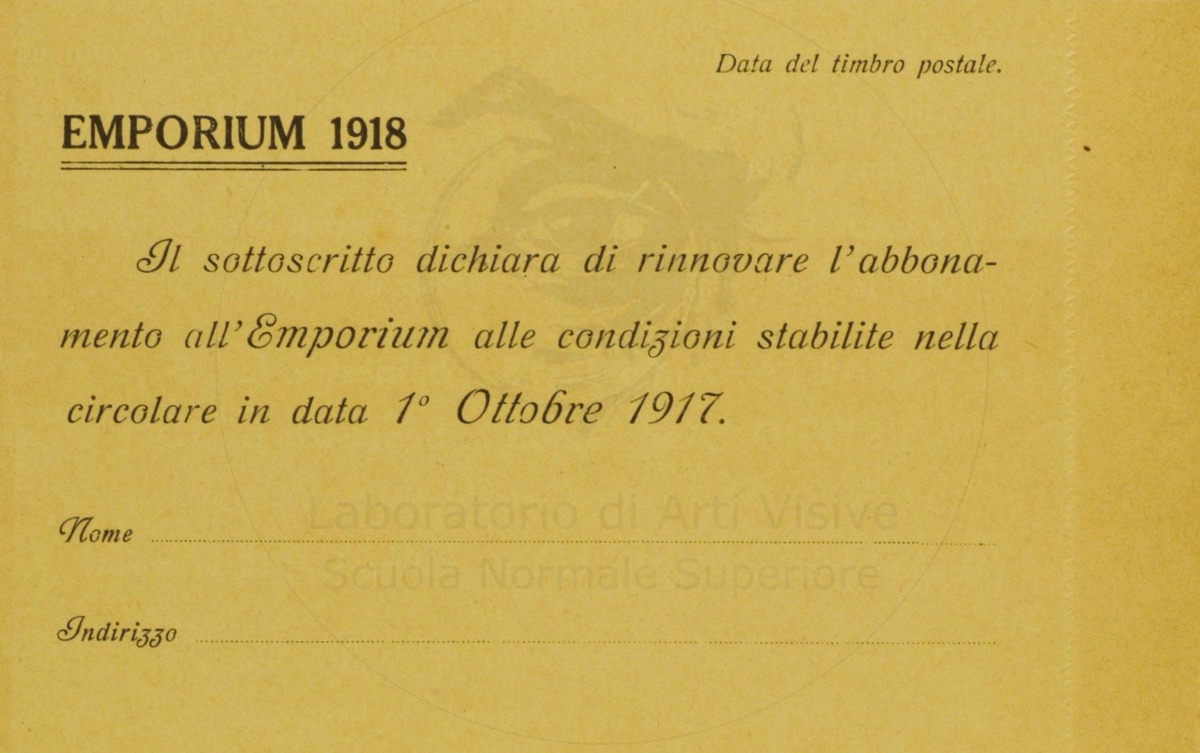 Data del timbro postale.
EMPORIUM 1918
Il sottoscritto dichiara di rinnovare l'abbona-
mento all'Emporium alle condizioni stabilite nella
circolare in data 1° Ottobre 1917.
Laboratorio di Arti Visive
Nome
Scuola Normale Superiore
Indirizzo